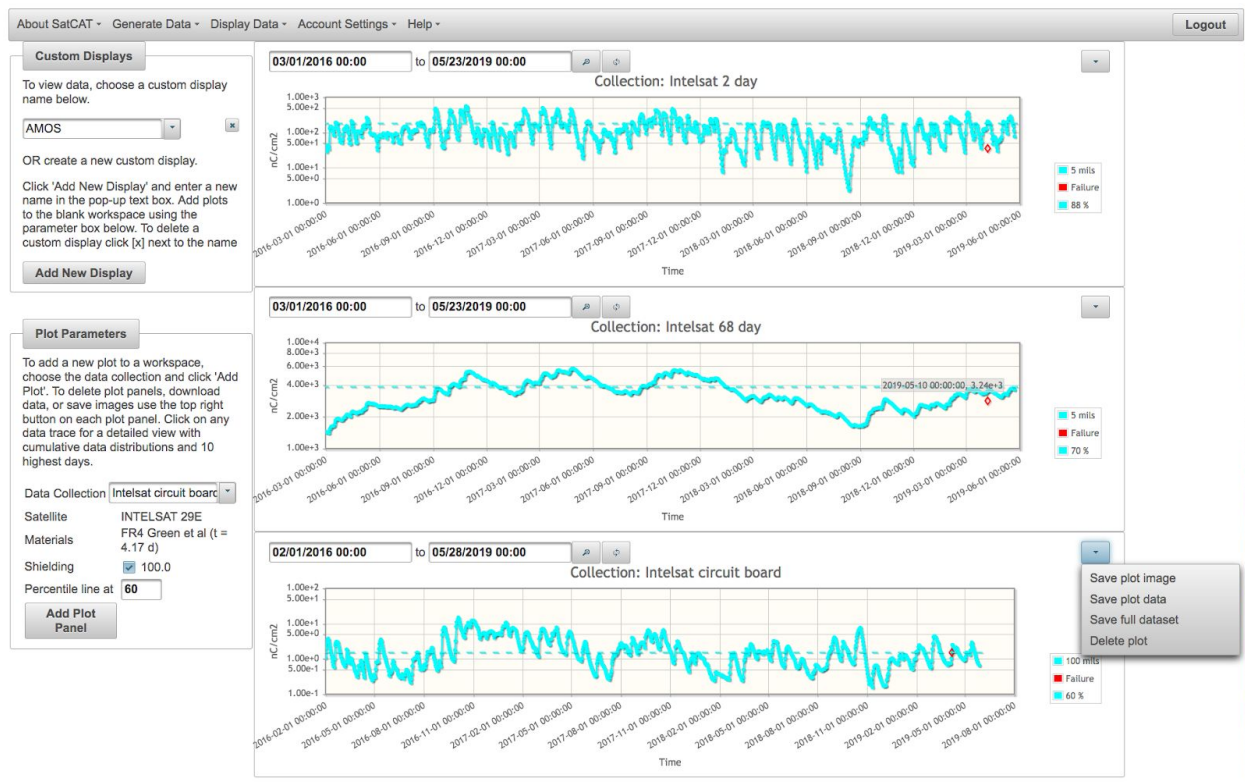 About SatCAT Generate Data Display Data Account Settings Help Logout
Custom Displays
To view data, choose a custom display
name below.
AMOS
OR create a new custom display.
Click 'Add New Display' and enter a new
name in the pop-up text box. Add plots
to the blank workspace using the
parameter box below. To delete a
custom display click [x] next to the name
Add New Display
Plot Parameters
To add a new plot to a workspace,
choose the data collection and click 'Add
Plot'. To delete plot panels, download
data, or save images use the top right
button on each plot panel. Click on any
data trace for a detailed view with
cumulative data distributions and 10
highest days.
Data Collection Intelsat circuit board
Satellite INTELSAT 29E
Materials FR4 Green et al (t =
4.17 d)
Shielding 100.0
Percentile line at 60
Add Plot
Panel
03/01/2016 00:00 to 05/23/2019 00:00
Collection: Intelsat 2 day
1.00e+3
5.00e+2
1.00e+2
5.00e+1
1.00e+1
5.00e+0
1.00e+0
nC/cm2
2016-03-01 00:00:00
2016-06-01 00:00:00
2016-09-01 00:00:00
2016-12-01 00:00:00
2017-03-01 00:00:00
2017-06-01 00:00:00
2017-09-01 00:00:00
2017-12-01 00:00:00
2018-03-01 00:00:00
2018-06-01 00:00:00
2018-09-01 00:00:00
2018-12-01 00:00:00
2019-03-01 00:00:00
2019-06-01 00:00:00
Time
5 mils
Failure
88 %
03/01/2016 00:00 to 05/23/2019 00:00
Collection: Intelsat 68 day
1.00e+4
8.00e+3
6.00e+3
4.00e+3
2.00e+3
1.00e+3
nC/cm2
2019-05-10 00:00:00, 3.24e+3
2016-03-01 00:00:00
2016-06-01 00:00:00
2016-09-01 00:00:00
2016-12-01 00:00:00
2017-03-01 00:00:00
2017-06-01 00:00:00
2017-09-01 00:00:00
2017-12-01 00:00:00
2018-03-01 00:00:00
2018-06-01 00:00:00
2018-09-01 00:00:00
2018-12-01 00:00:00
2019-03-01 00:00:00
2019-06-01 00:00:00
Time
5 mils
Failure
70 %
02/01/2016 00:00 to 05/28/2019 00:00
Collection: Intelsat circuit board
1.00e+2
5.00e+1
1.00e+1
5.00e+0
1.00e+0
5.00e-1
1.00e-1
nC/cm2
2016-02-01 00:00:00
2016-05-01 00:00:00
2016-08-01 00:00:00
2016-11-01 00:00:00
2017-02-01 00:00:00
2017-05-01 00:00:00
2017-08-01 00:00:00
2017-11-01 00:00:00
2018-02-01 00:00:00
2018-05-01 00:00:00
2018-08-01 00:00:00
2018-11-01 00:00:00
2019-02-01 00:00:00
2019-05-01 00:00:00
2019-08-01 00:00:00
Time
Save plot image
Save plot data
Save full dataset
Delete plot
100 mils
Failure
60 %